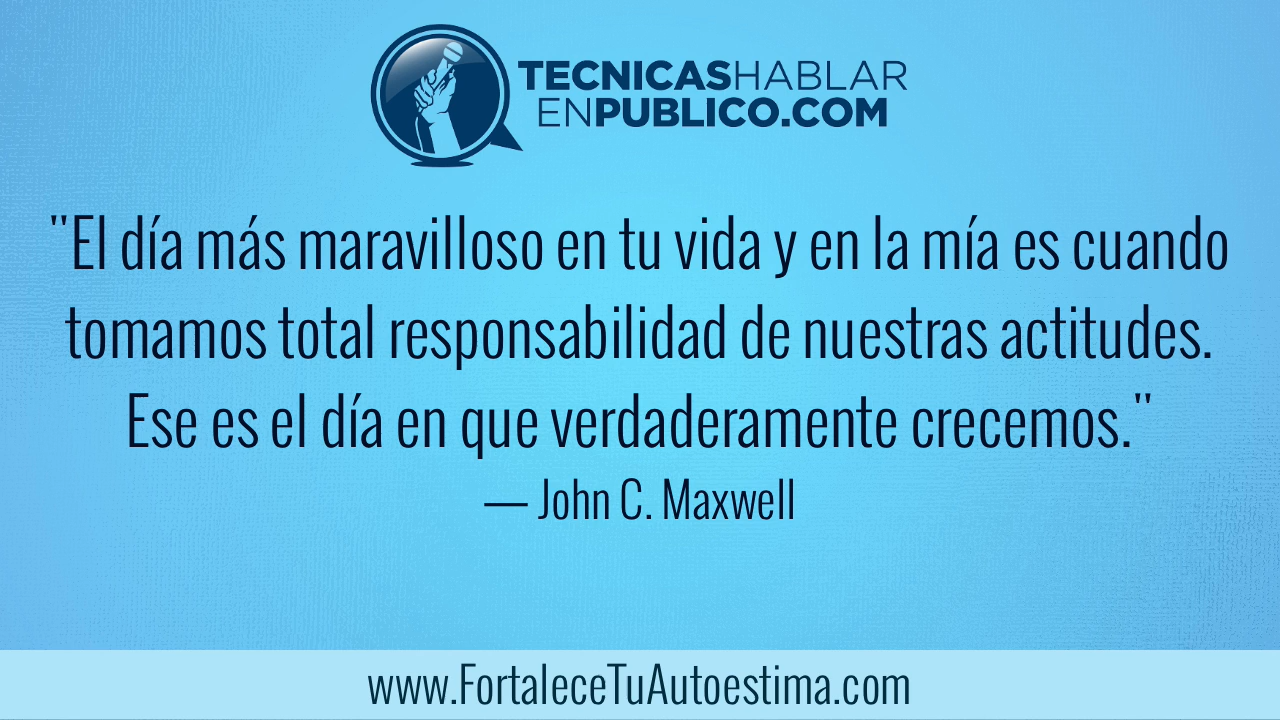 TECNICASHABLAR
ENPUBLICO.COM
"El día más maravilloso en tu vida y en la mía es cuando
tomamos total responsabilidad de nuestras actitudes.
Ese es el día en que verdaderamente crecemos."
— John C. Maxwell
www.FortaleceTuAutoestima.com